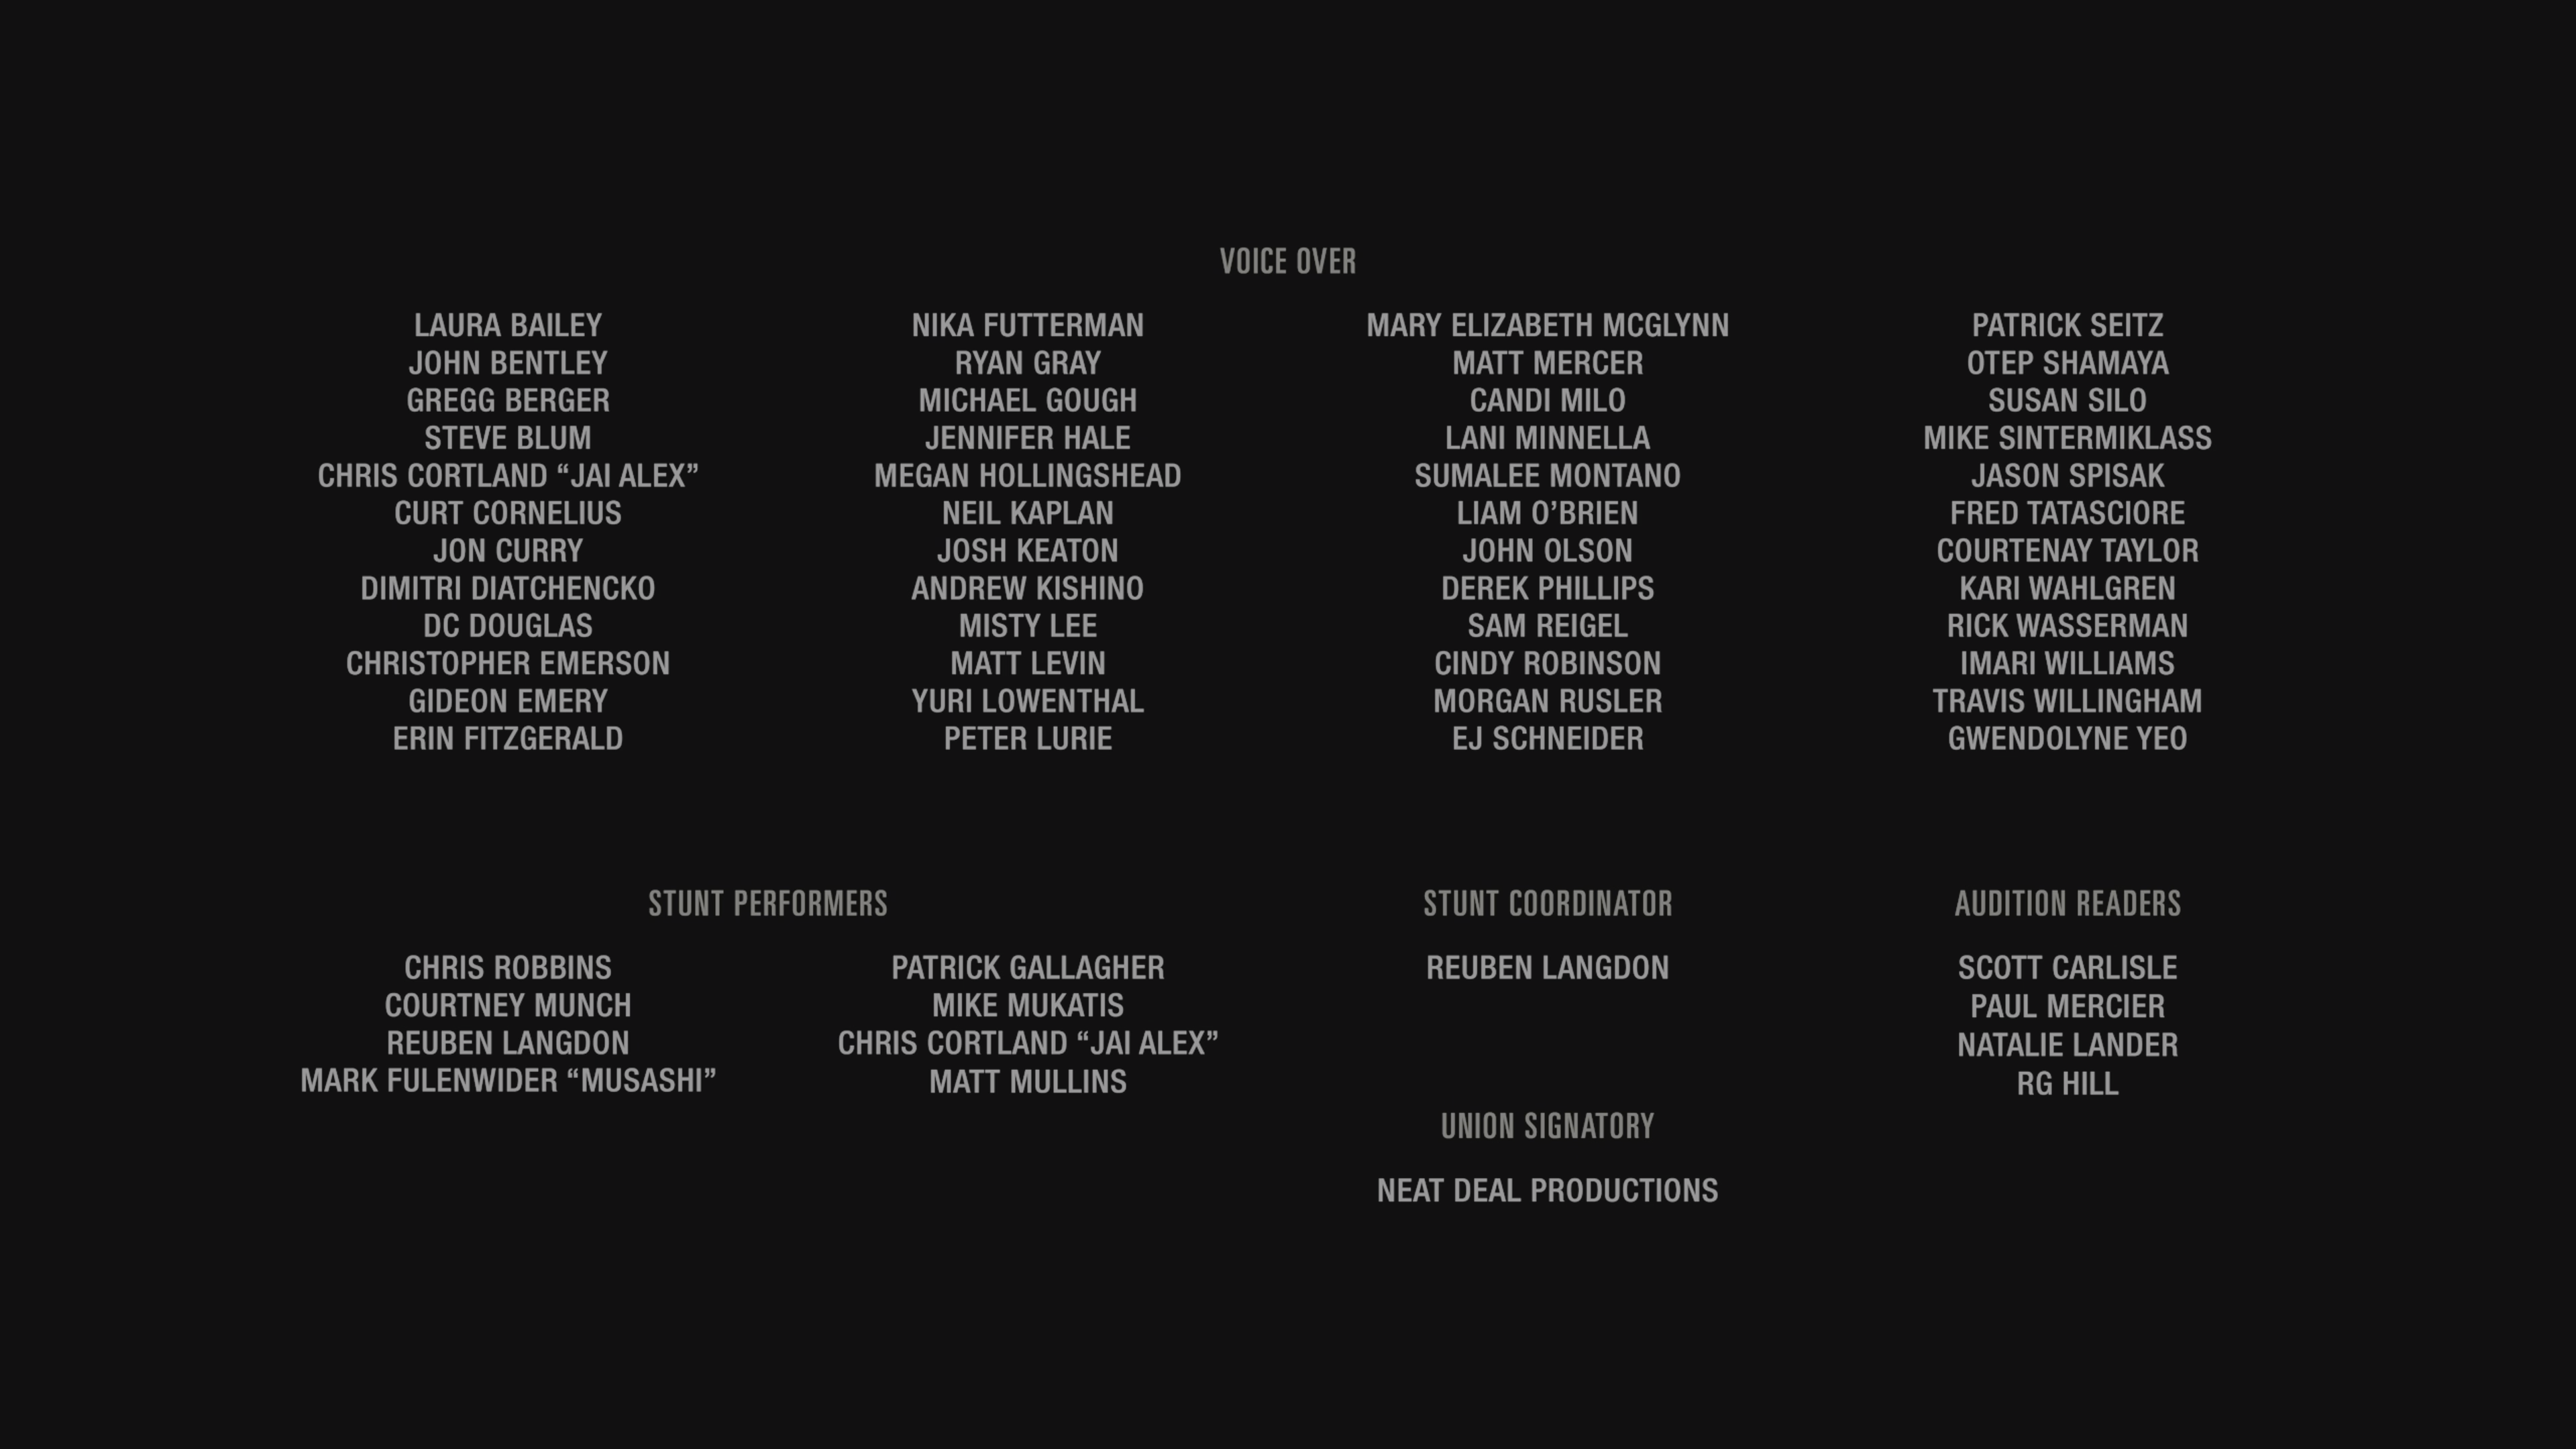 VOICE OVER
LAURA BAILEY
JOHN BENTLEY
GREGG BERGER
STEVE BLUM
CHRIS CORTLAND “JAI ALEX”
CURT CORNELIUS
JON CURRY
DIMITRI DIATCHENCKO
DC DOUGLAS
CHRISTOPHER EMERSON
GIDEON EMERY
ERIN FITZGERALD
NIKA FUTTERMAN
RYAN GRAY
MICHAEL GOUGH
JENNIFER HALE
MEGAN HOLLINGSHEAD
NEIL KAPLAN
JOSH KEATON
ANDREW KISHINO
MISTY LEE
MATT LEVIN
YURI LOWENTHAL
PETER LURIE
MARY ELIZABETH MCGLYNN
MATT MERCER
CANDI MILO
LANI MINNELLA
SUMALEE MONTANO
LIAM O’BRIEN
JOHN OLSON
DEREK PHILLIPS
SAM REIGEL
CINDY ROBINSON
MORGAN RUSLER
EJ SCHNEIDER
PATRICK SEITZ
OTEP SHAMAYA
SUSAN SILO
MIKE SINTERMIKLASS
JASON SPISAK
FRED TATASCIORE
COURTENAY TAYLOR
KARI WAHLGREN
RICK WASSERMAN
IMARI WILLIAMS
TRAVIS WILLINGHAM
GWENDOLYNE YEO
STUNT PERFORMERS
CHRIS ROBBINS
COURTNEY MUNCH
REUBEN LANGDON
MARK FULENWIDER “MUSASHI”
PATRICK GALLAGHER
MIKE MUKATIS
CHRIS CORTLAND “JAI ALEX”
MATT MULLINS
STUNT COORDINATOR
REUBEN LANGDON
UNION SIGNATORY
NEAT DEAL PRODUCTIONS
AUDITION READERS
SCOTT CARLISLE
PAUL MERCIER
NATALIE LANDER
RG HILL